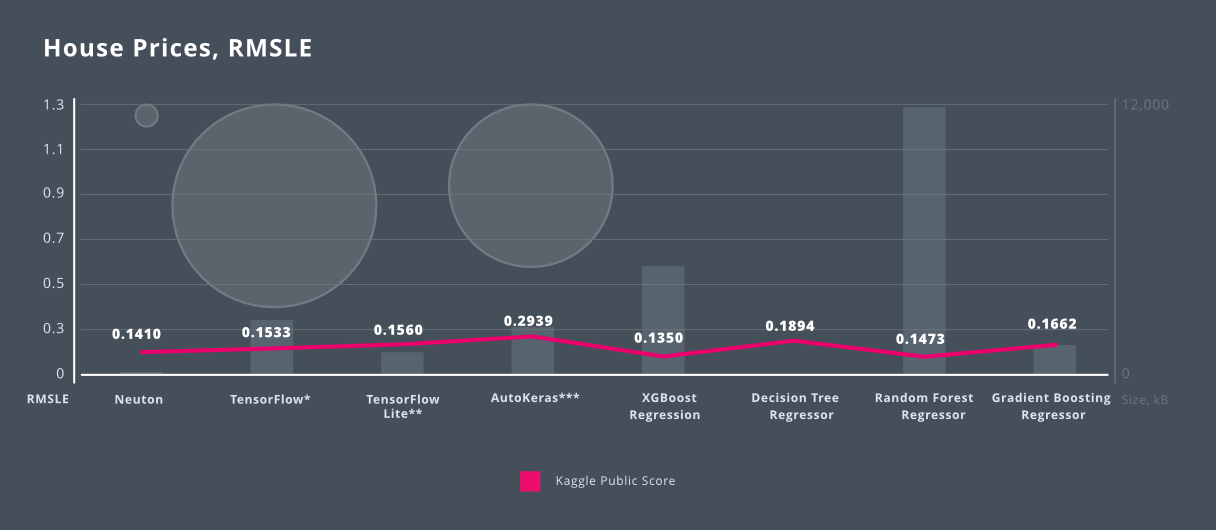 House Prices, RMSLE
1.3
12,000
1.1
0.9
0.7
0.5
0.3
0.1410
0.1533
0.1560
0.2939
0.1350
0.1894
0.1473
0.1662
0
0
RMSLE
Neuton
TensorFlow*
TensorFlow
Lite**
AutoKeras***
XGBoost
Regression
Decision Tree
Regressor
Random Forest
Regressor
Gradient Boosting
Regressor
Size, kB
Kaggle Public Score